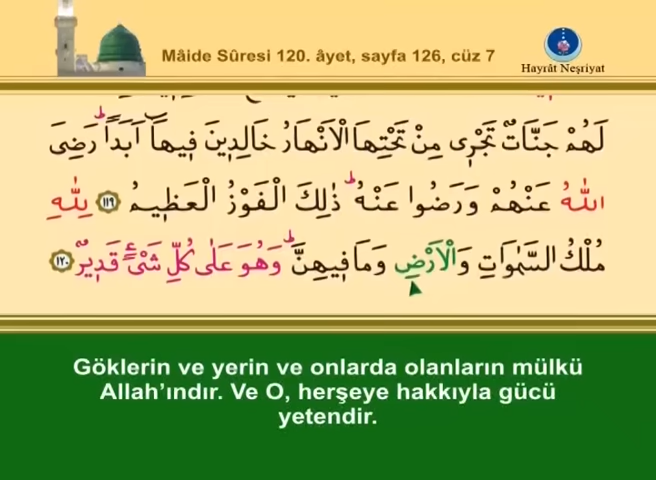 Mâide Sûresi 120. âyet, sayfa 126, cüz 7
Hayrât Neşriyat
لَهُمْ جَنَّاتٌ تَجْرِى مِنْ تَحْتِهَا الْاَنْهَارُ خَالِدِينَ فِيهَا اَبَدًا ط رَضِىَ
اللّٰهُ عَنْهُمْ وَرَضُوا عَنْهُ ط ذٰلِكَ الْفَوْزُ الْعَظِيمُ ١١٩ لِلّٰهِ
مُلْكُ السَّمٰوَاتِ وَالْاَرْضِ وَمَا فِيهِنَّ ط وَهُوَ عَلٰى كُلِّ شَىْءٍ قَدِيرٌ ١٢٠
Göklerin ve yerin ve onlarda olanların mülkü
Allah’ındır. Ve O, herşeye hakkıyla gücü
yetendir.